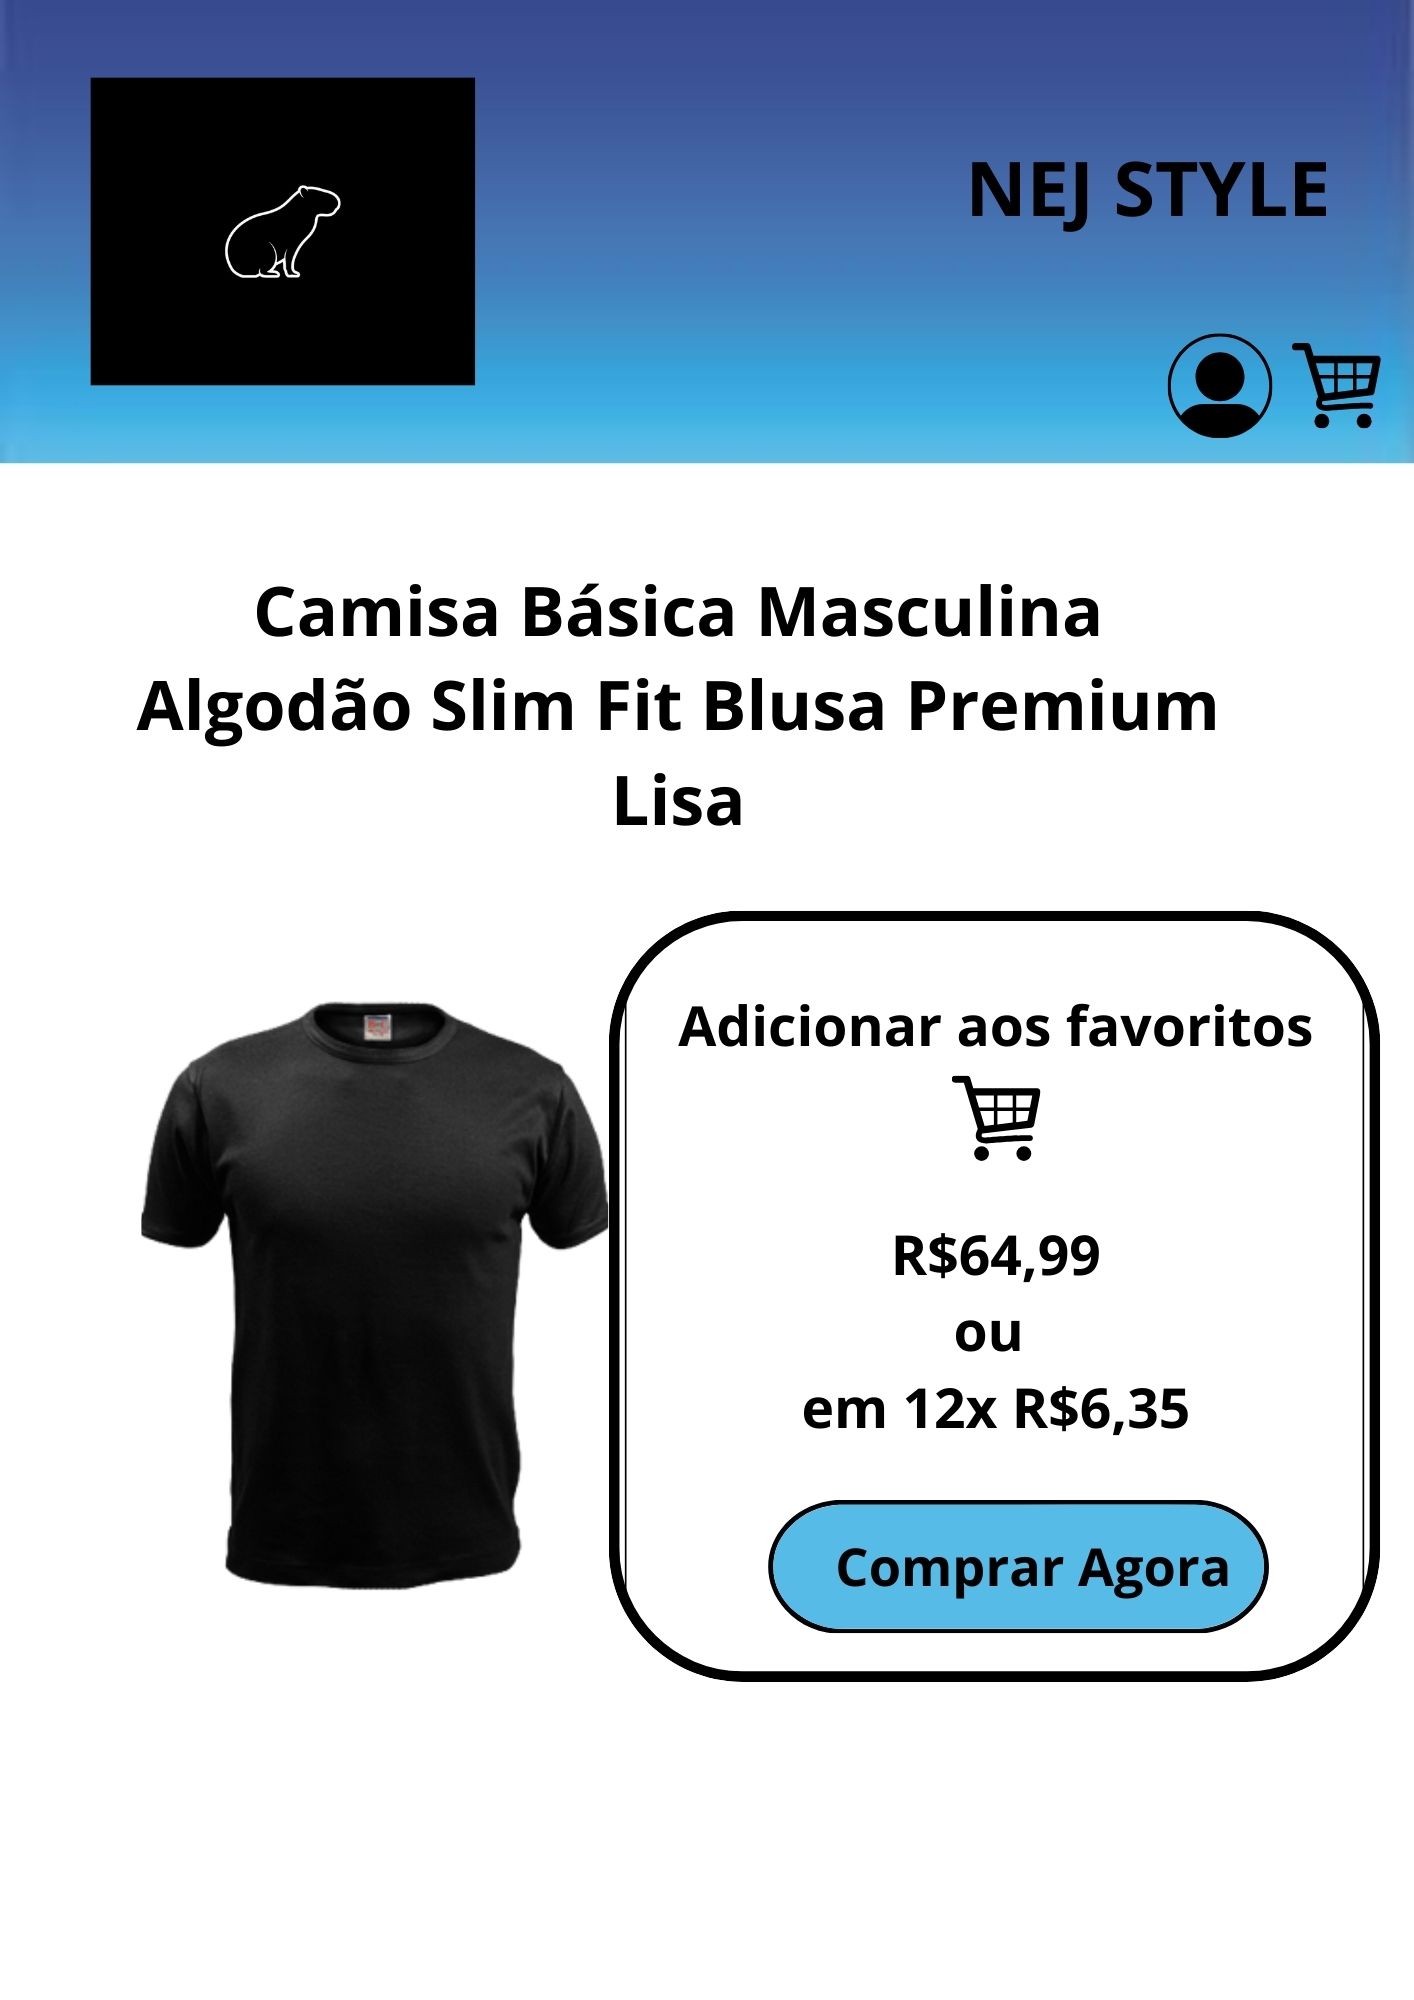 NEJ STYLE
Camisa Básica Masculina
Algodão Slim Fit Blusa Premium
Lisa
Adicionar aos favoritos
R$64,99
ou
em 12x R$6,35
Comprar Agora